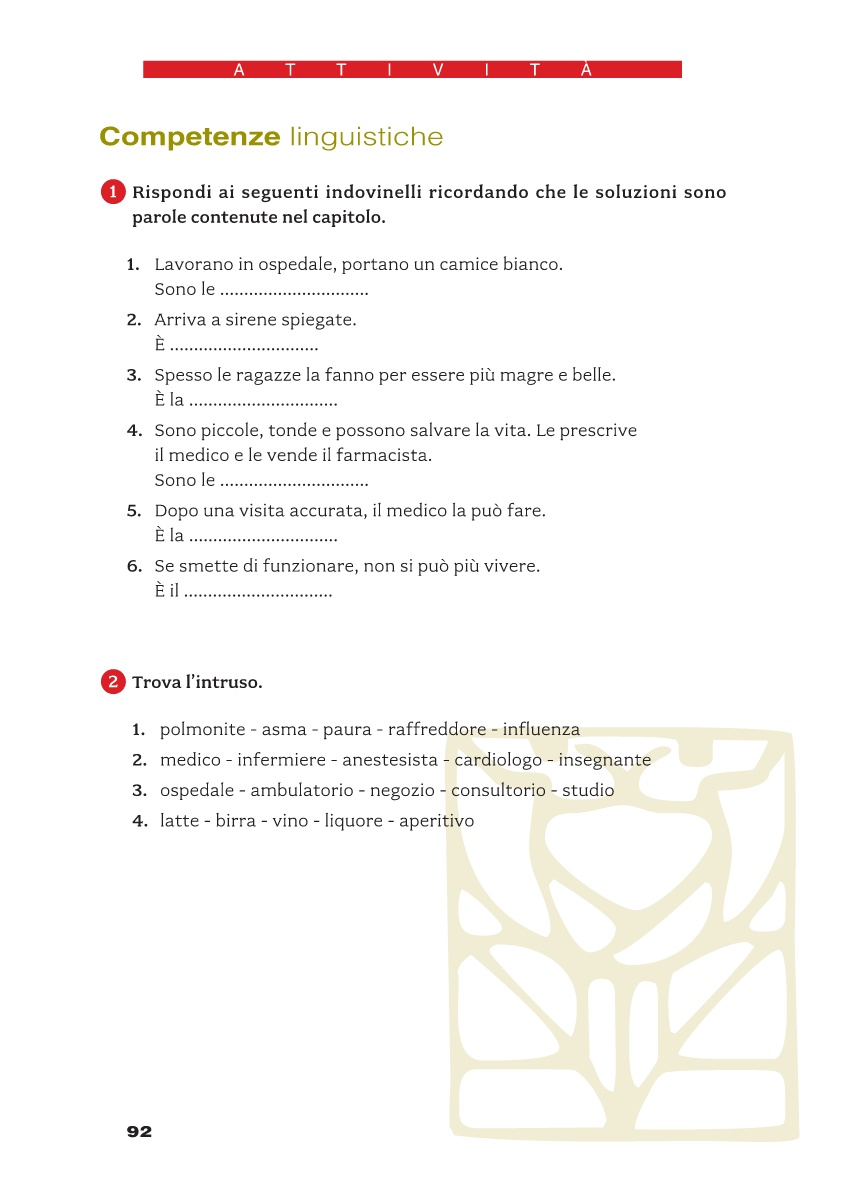 ATTIVITÀ
Competenze linguistiche
1 Rispondi ai seguenti indovinelli ricordando che le soluzioni sono
parole contenute nel capitolo.
1. Lavorano in ospedale, portano un camice bianco.
Sono le ...............................
2. Arriva a sirene spiegate.
È ...............................
3. Spesso le ragazze la fanno per essere più magre e belle.
È la ...............................
4. Sono piccole, tonde e possono salvare la vita. Le prescrive
il medico e le vende il farmacista.
Sono le ...............................
5. Dopo una visita accurata, il medico la può fare.
È la ...............................
6. Se smette di funzionare, non si può più vivere.
È il ...............................
2 Trova l’intruso.
1. polmonite - asma - paura - raffreddore - influenza
2. medico - infermiere - anestesista - cardiologo - insegnante
3. ospedale - ambulatorio - negozio - consultorio - studio
4. latte - birra - vino - liquore - aperitivo
92